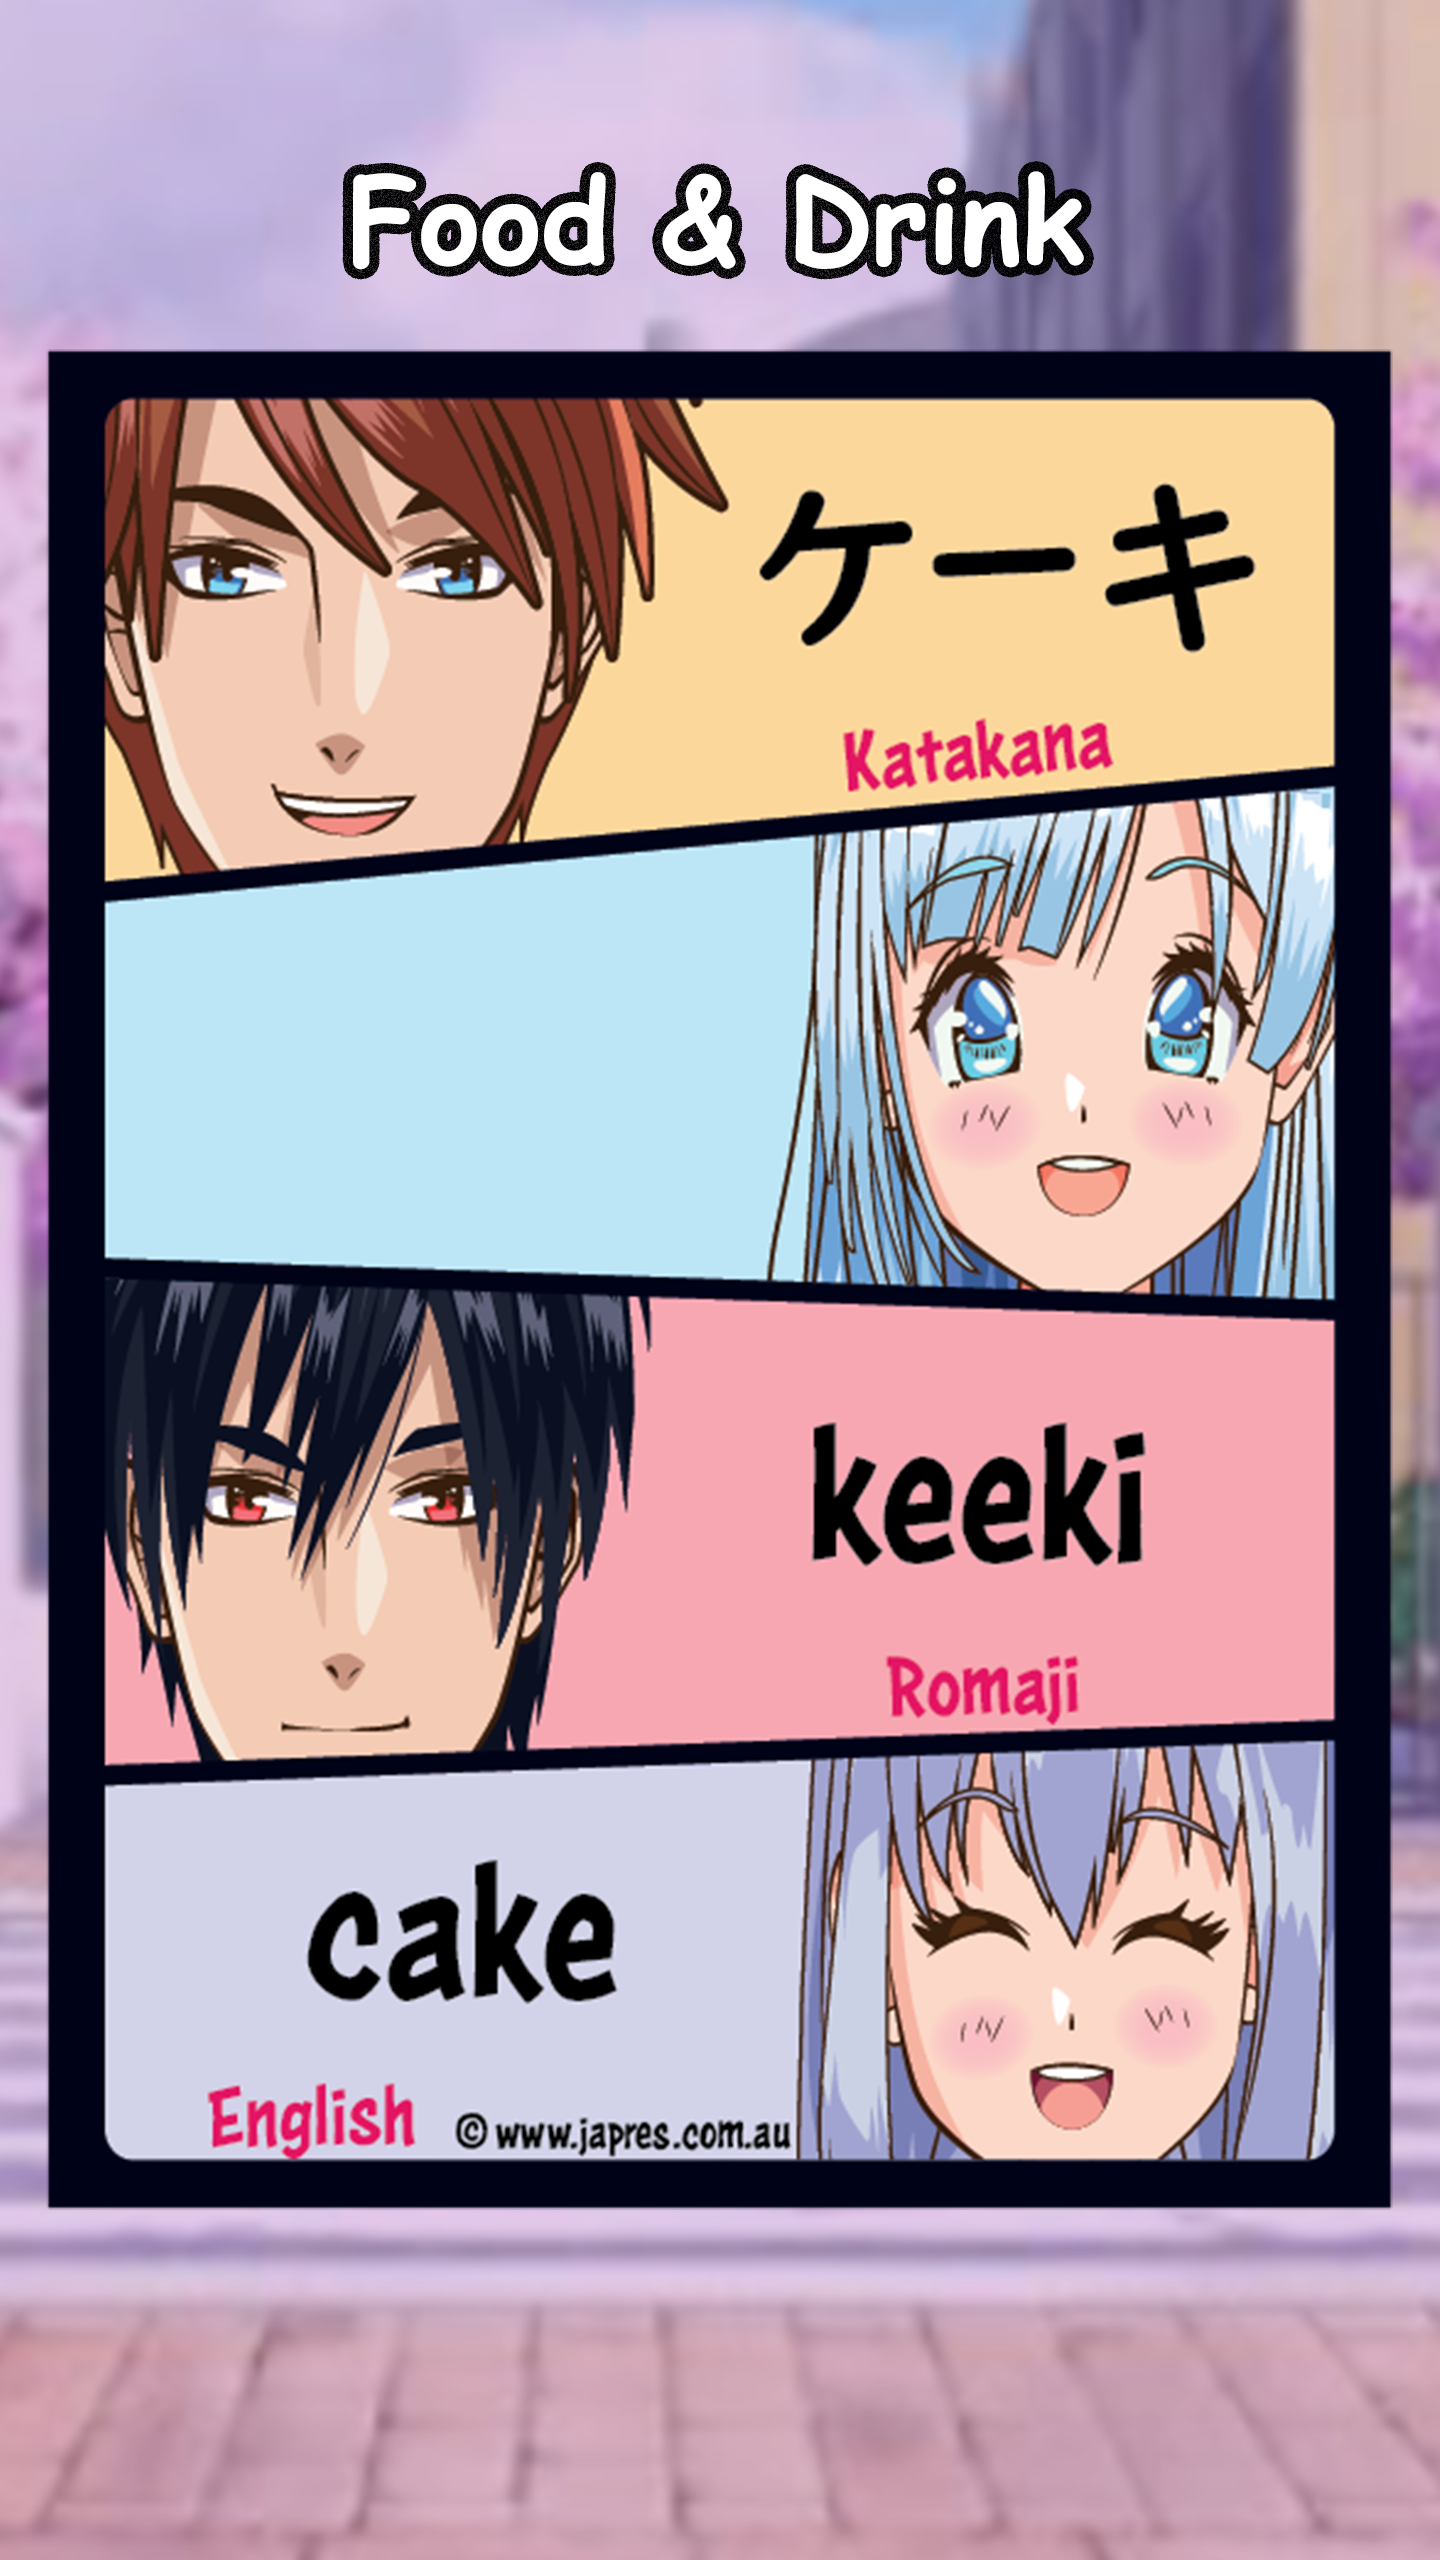 Food & Drink
ケーキ
Katakana
keeki
Romaji
cake
English
© www.japres.com.au